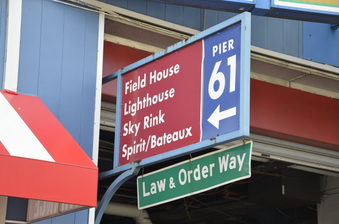 Field House
Lighthouse
Sky Rink
Spirit/Bateaux
PIER
61
Law & Order Way